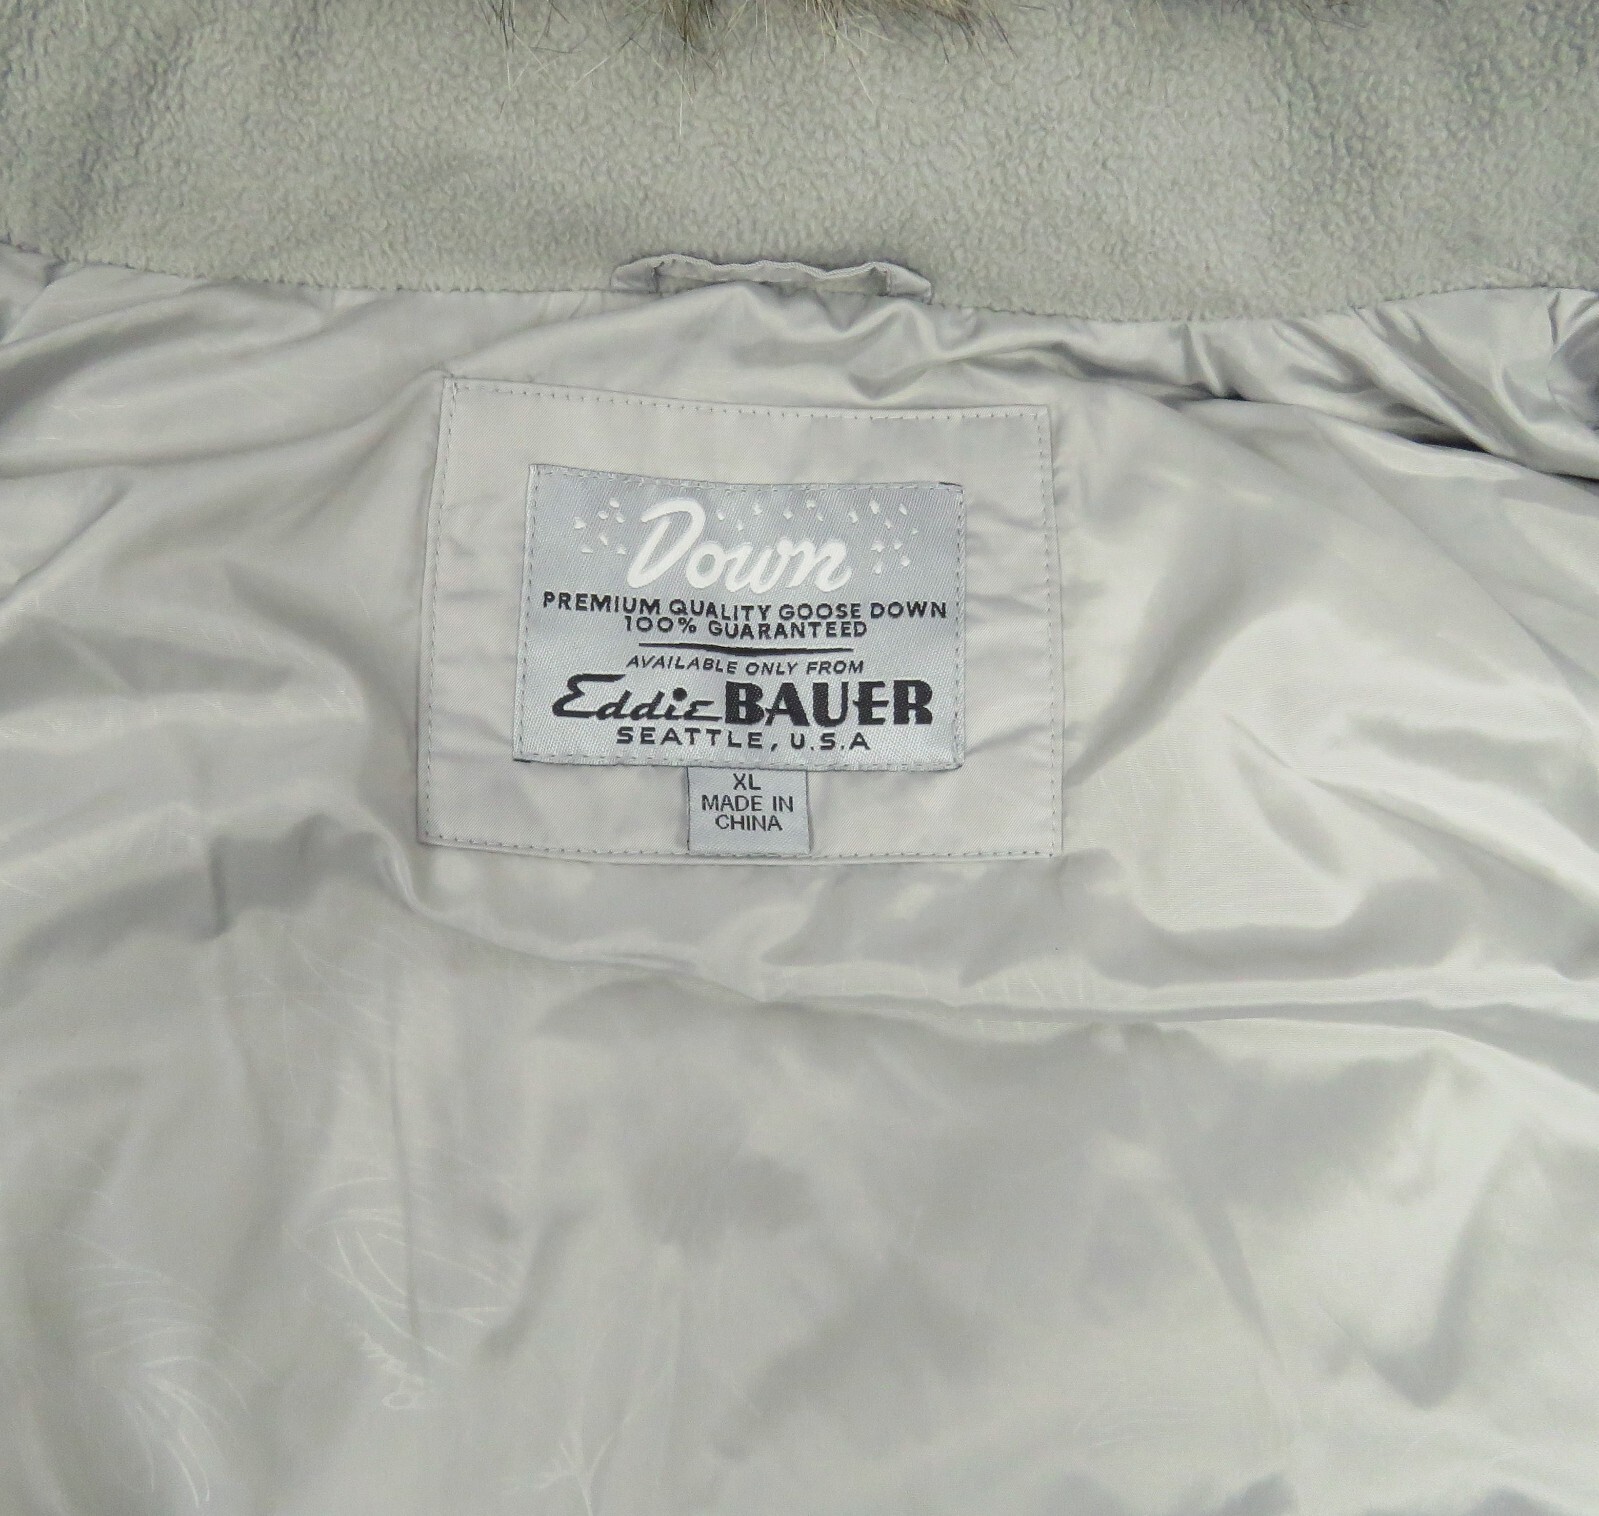 Down
PREMIUM QUALITY GOOSE DOWN
100% GUARANTEED
AVAILABLE ONLY FROM
Eddie BAUER
SEATTLE, U.S.A
XL
MADE IN
CHINA